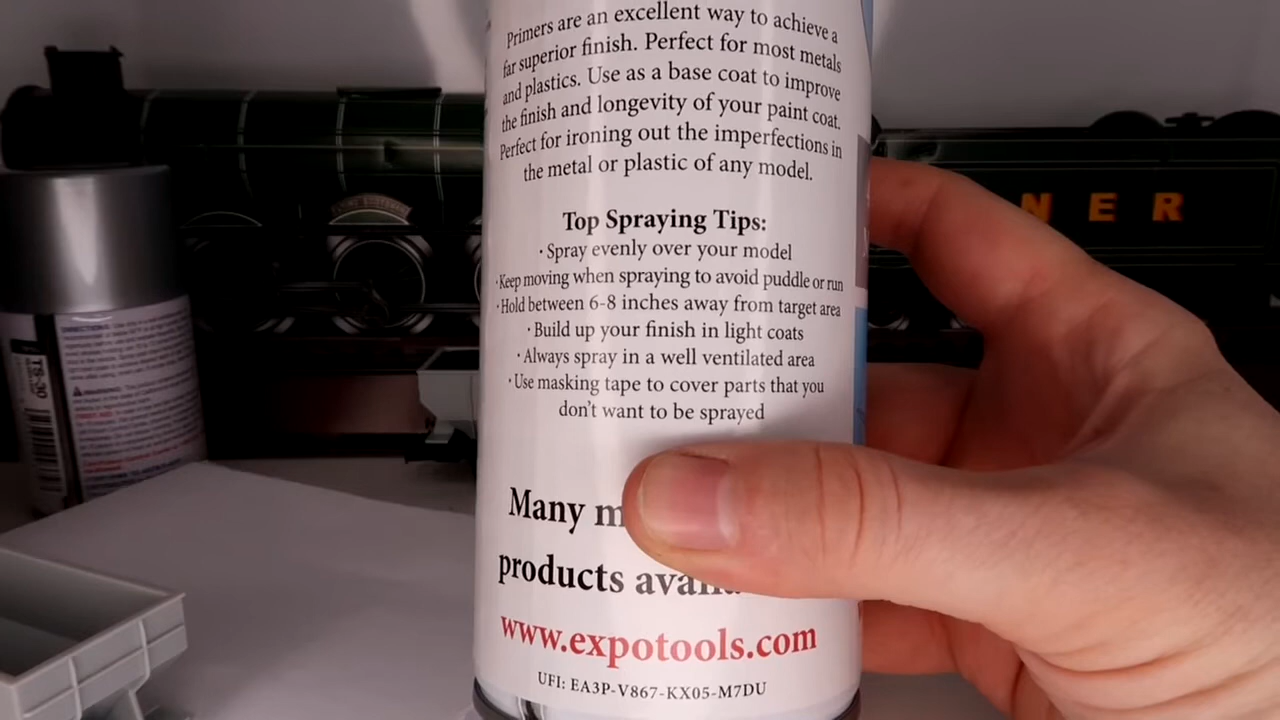 Primers are an excellent way to achieve a
far superior finish. Perfect for most metals
and plastics. Use as a base coat to improve
the finish and longevity of your paint coat.
Perfect for ironing out the imperfections in
the metal or plastic of any model.
Top Spraying Tips:
· Spray evenly over your model
· Keep moving when spraying to avoid puddle or run
· Hold between 6-8 inches away from target area
· Build up your finish in light coats
· Always spray in a well ventilated area
· Use masking tape to cover parts that you
don't want to be sprayed
Many
products
www.expotools.com
UFI: EA3P-V867-KX05-M7DU
NER
TS-30